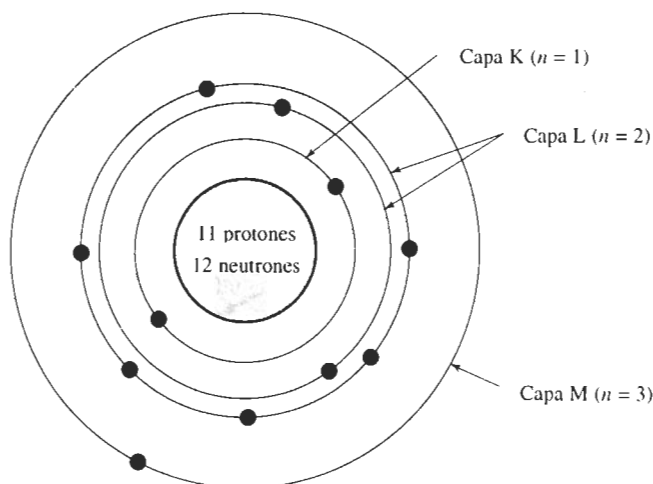 Capa K (n = 1)
Capa L (n = 2)
11 protones
12 neutrones
Capa M (n = 3)